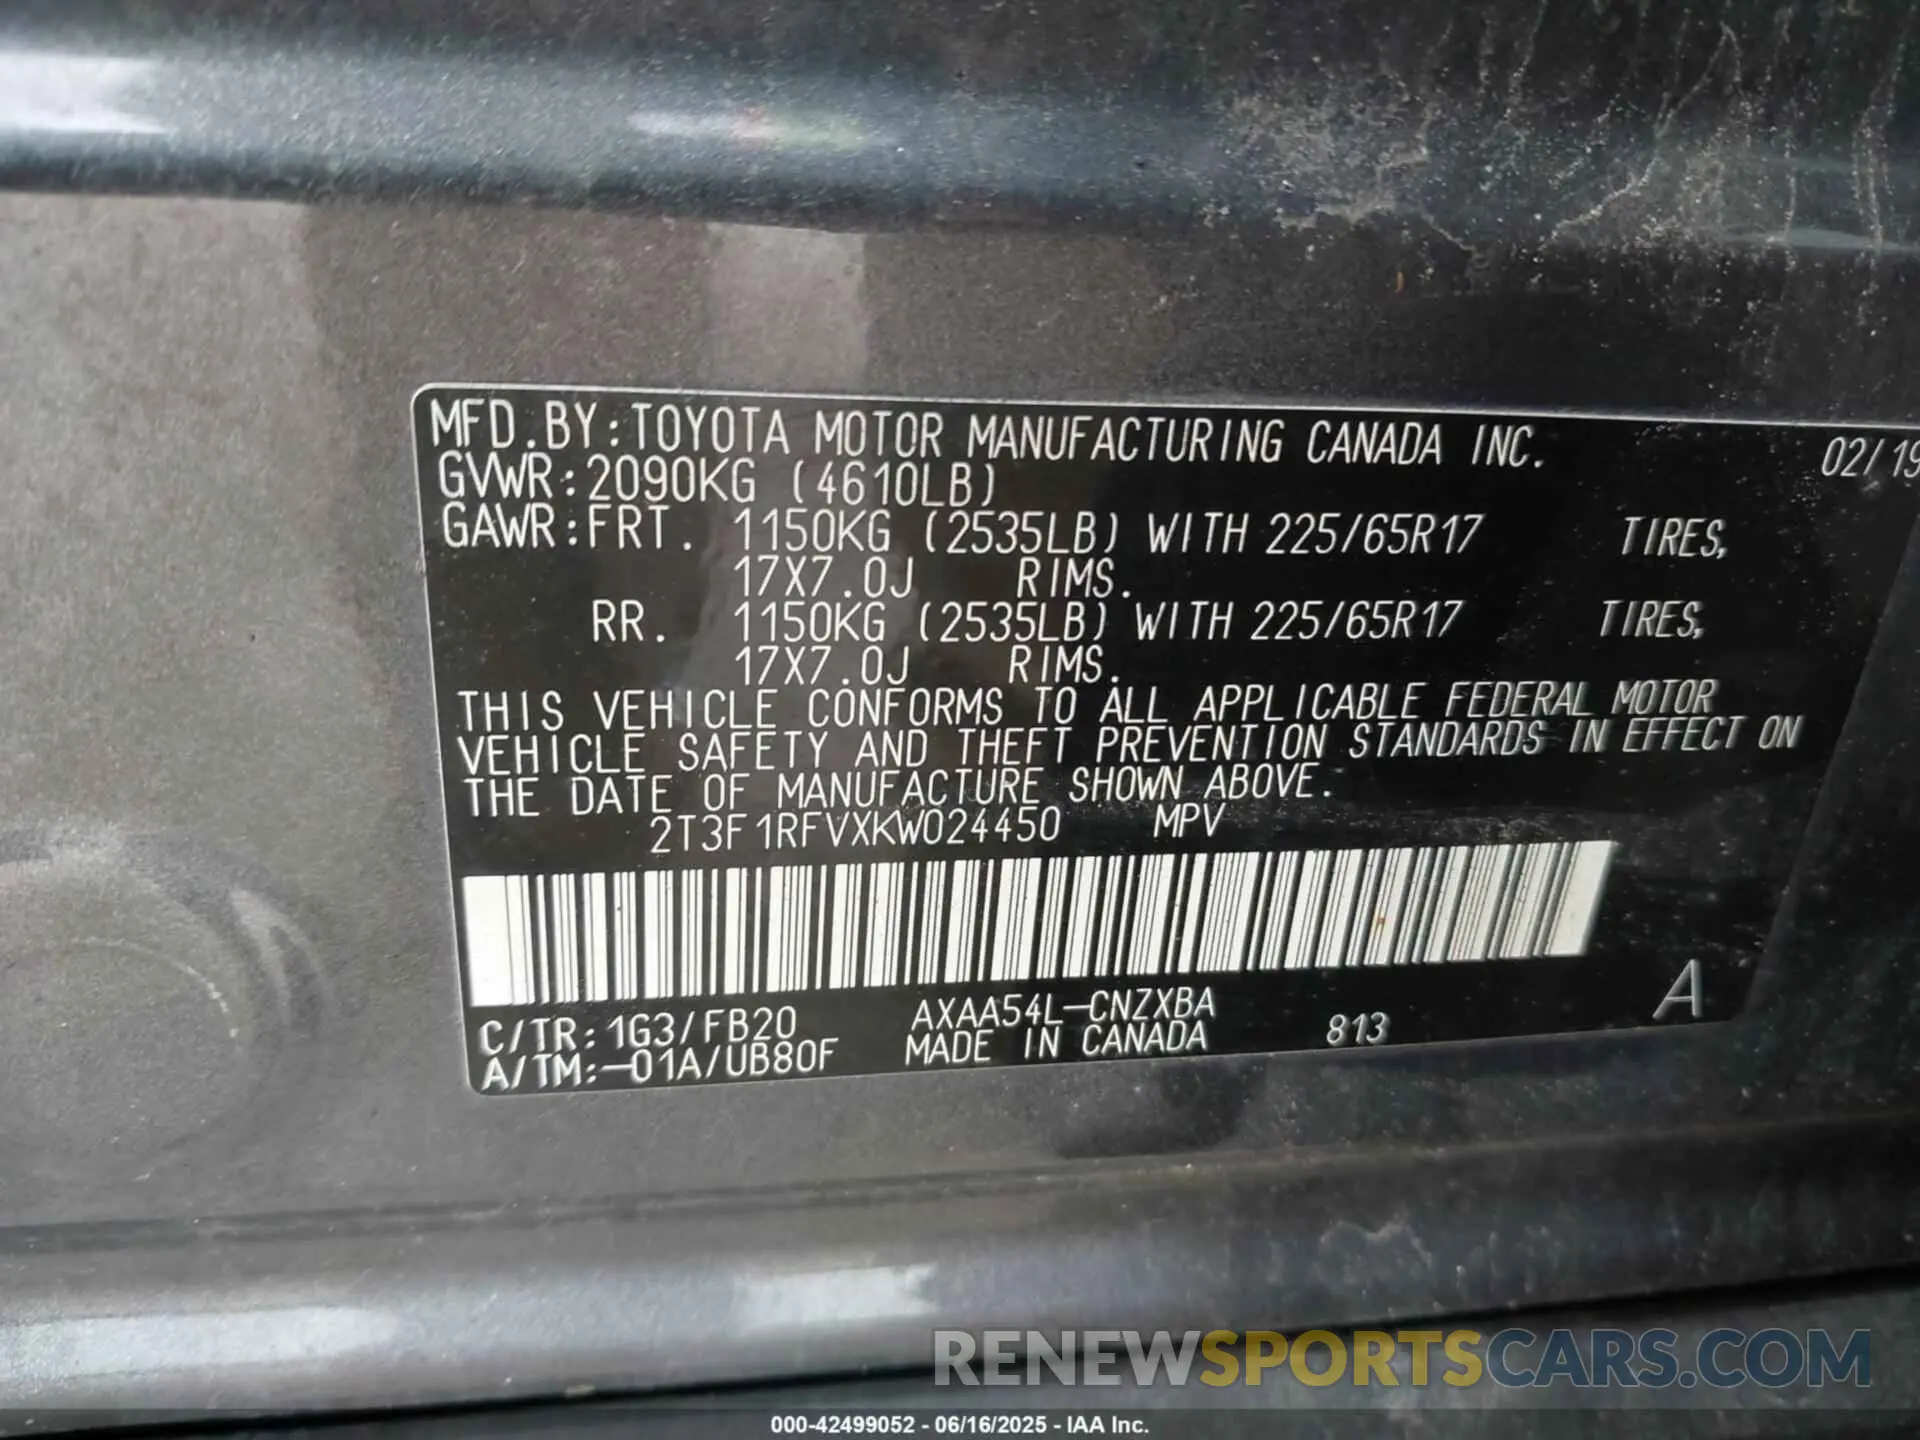 MFD.BY:TOYOTA MOTOR MANUFACTURING CANADA INC. 02/19
GVWR:2090KG (4610LB)
GAWR:FRT. 1150KG (2535LB) WITH 225/65R17 TIRES,
17X7.0J RIMS.
RR. 1150KG (2535LB) WITH 225/65R17 TIRES,
17X7.0J RIMS.
THIS VEHICLE CONFORMS TO ALL APPLICABLE FEDERAL MOTOR
VEHICLE SAFETY AND THEFT PREVENTION STANDARDS IN EFFECT ON
THE DATE OF MANUFACTURE SHOWN ABOVE.
2T3F1RFVXKW024450 MPV
C/TR:1G3/FB20 AXAA54L-CNZXBA A
A/TM:-01A/UB80F MADE IN CANADA 813
RENEWSPORTSCARS.COM
000-42499052 - 06/16/2025 - IAA Inc.